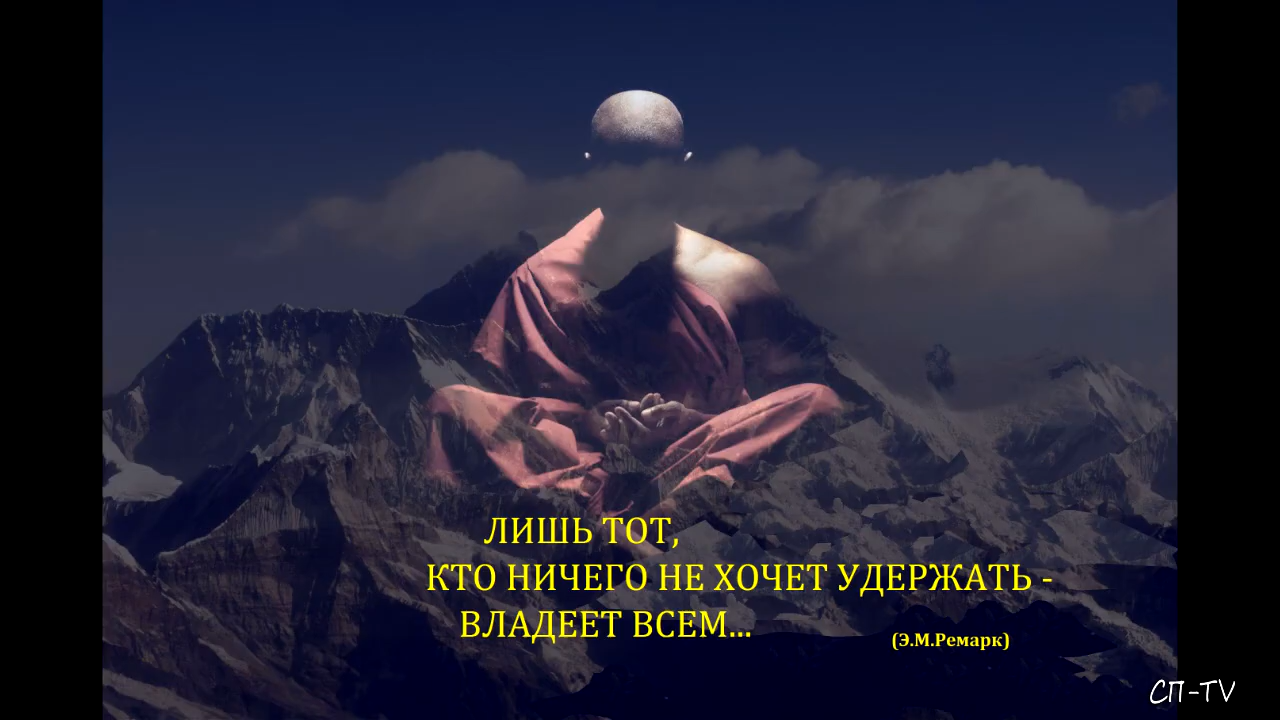 ЛИШЬ ТОТ,
КТО НИЧЕГО НЕ ХОЧЕТ УДЕРЖАТЬ -
ВЛАДЕЕТ ВСЕМ...
(Э.М.Ремарк)
СП-TV